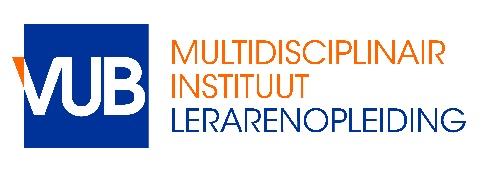 VUB
MULTIDISCIPLINAIR
INSTITUUT
LERARENOPLEIDING